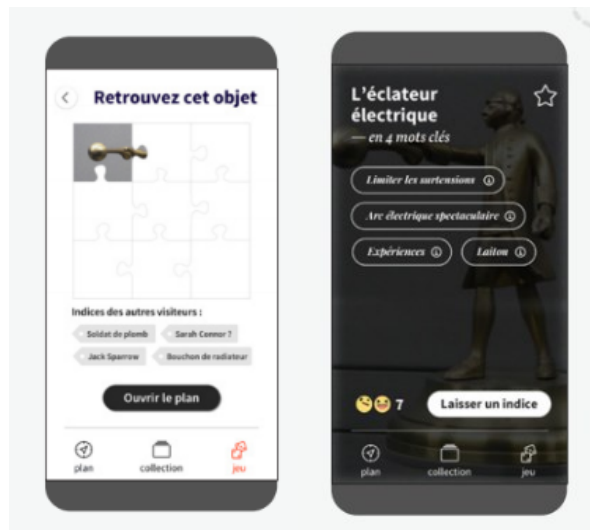 Retrouvez cet objet
Indices des autres visiteurs :
Soldat de plomb
Sarah Connor ?
Jack Sparrow
Bouchon de radiateur
Ouvrir le plan
plan
collection
jeu
L'éclateur
électrique
— en 4 mots clés
Limiter les surtensions
Arc électrique spectaculaire
Expériences
Laiton
7
Laisser un indice
plan
collection
jeu